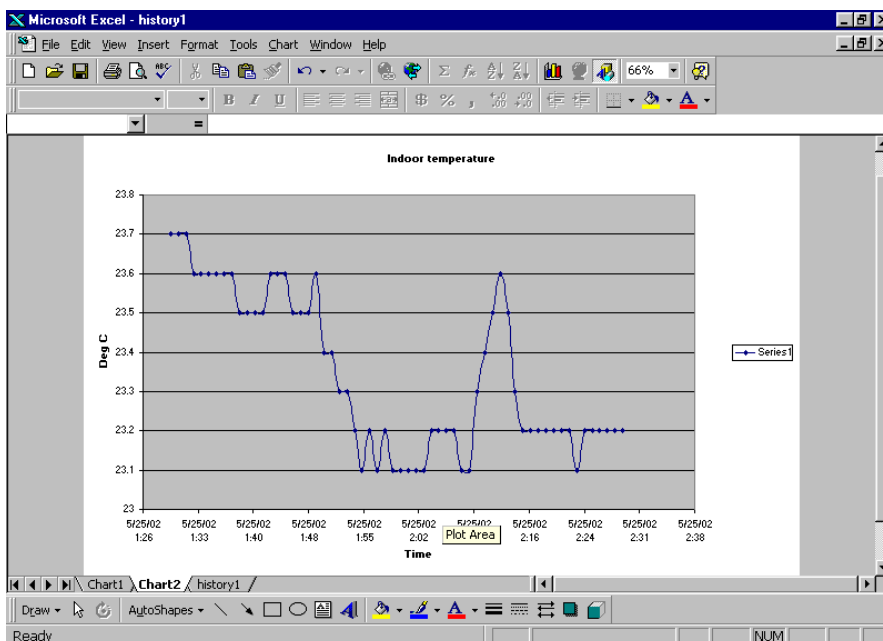 Microsoft Excel - history1
File Edit View Insert Format Tools Chart Window Help
ABC 66%
B I U $ % ,
=
Indoor temperature
23.8
23.7
23.6
23.5
23.4
23.3
23.2
23.1
23
Deg C
Series1
5/25/02 5/25/02 5/25/02 5/25/02 5/25/02 5/25/02 5/25/02 5/25/02 5/25/02 5/25/02 5/25/02
1:26 1:33 1:40 1:48 1:55 2:02 2:16 2:24 2:31 2:38
Plot Area
Time
Chart1 Chart2 history1
Draw AutoShapes
Ready NUM